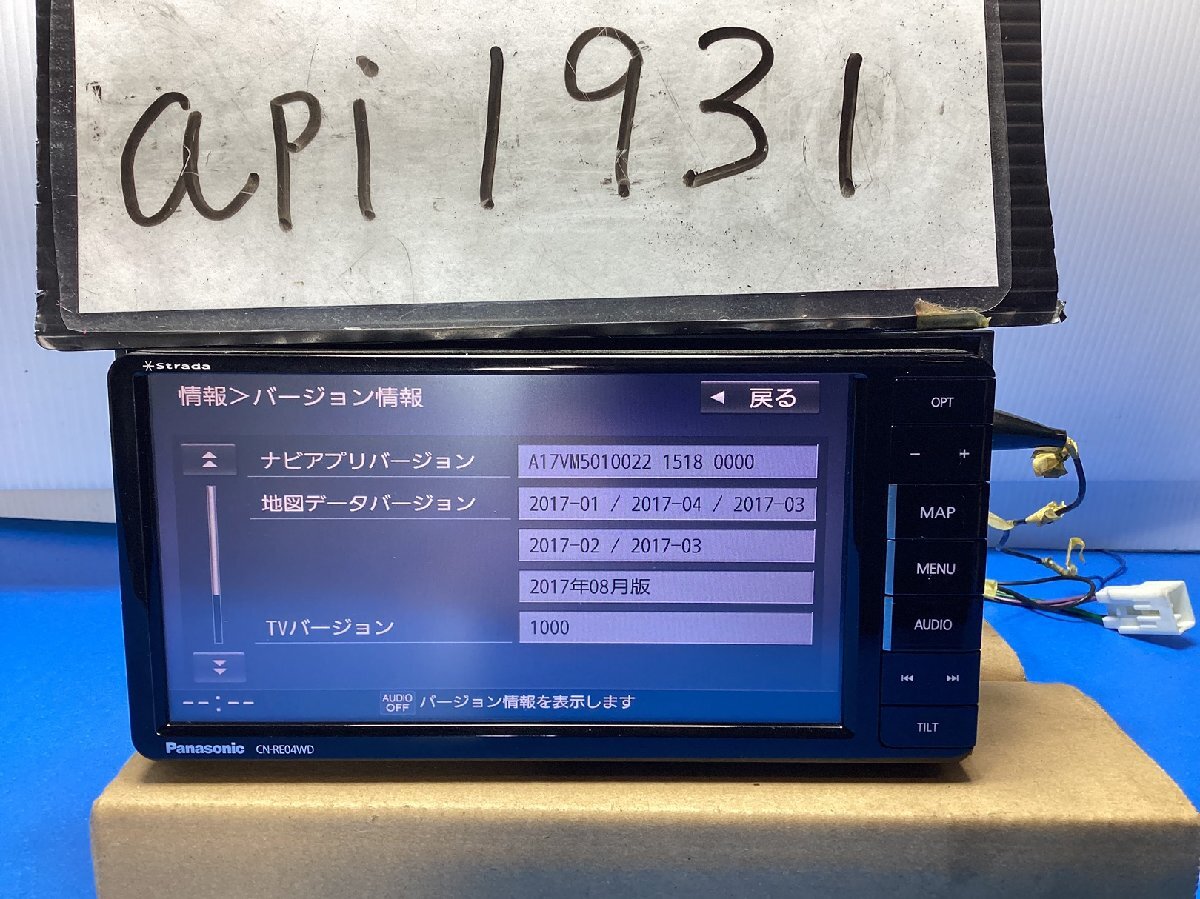 api 1931
Strada
情報＞バージョン情報
◀ 戻る
ナビアプリバージョン A17VM5010022 1518 0000
地図データバージョン 2017-01 / 2017-04 / 2017-03
2017-02 / 2017-03
2017年08月版
TVバージョン 1000
--:-- AUDIO OFF バージョン情報を表示します
OPT
− +
MAP
MENU
AUDIO
TILT
Panasonic CN-RE04WD